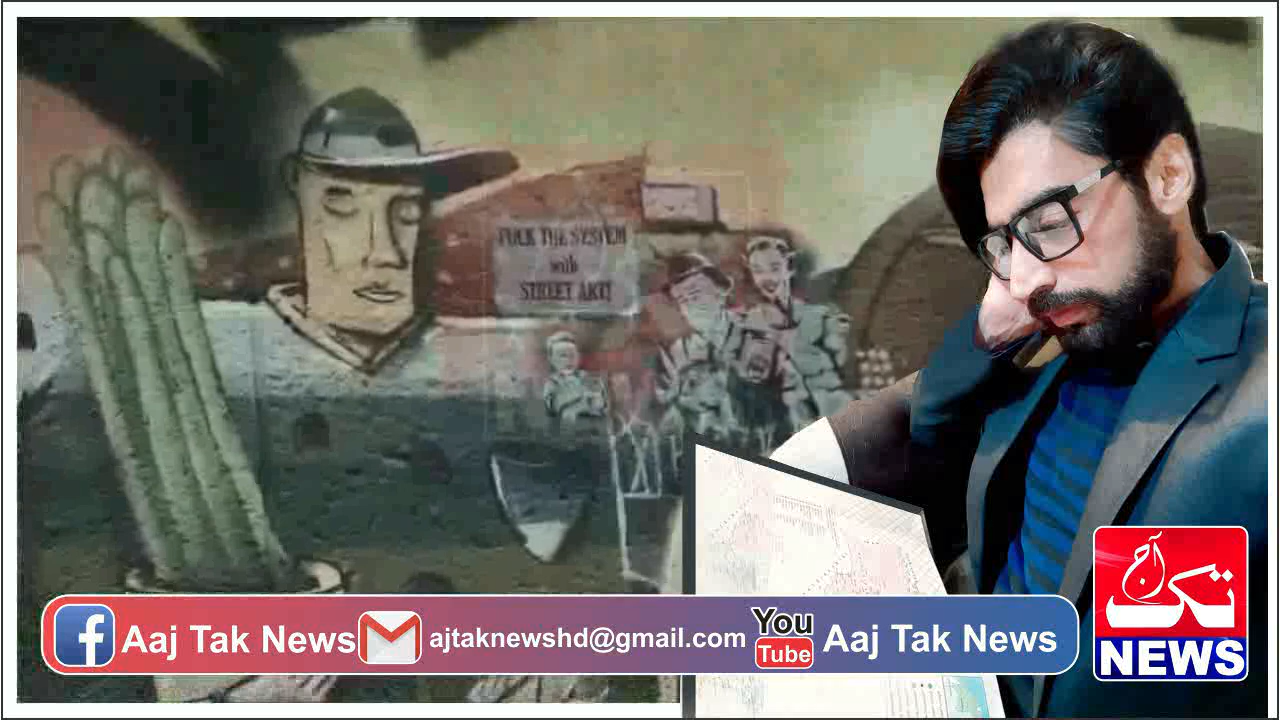 FUCK THE SYSTEM
with
STREET ART!
Aaj Tak News
ajtaknewshd@gmail.com
You
Tube
Aaj Tak News
آج
تک
NEWS